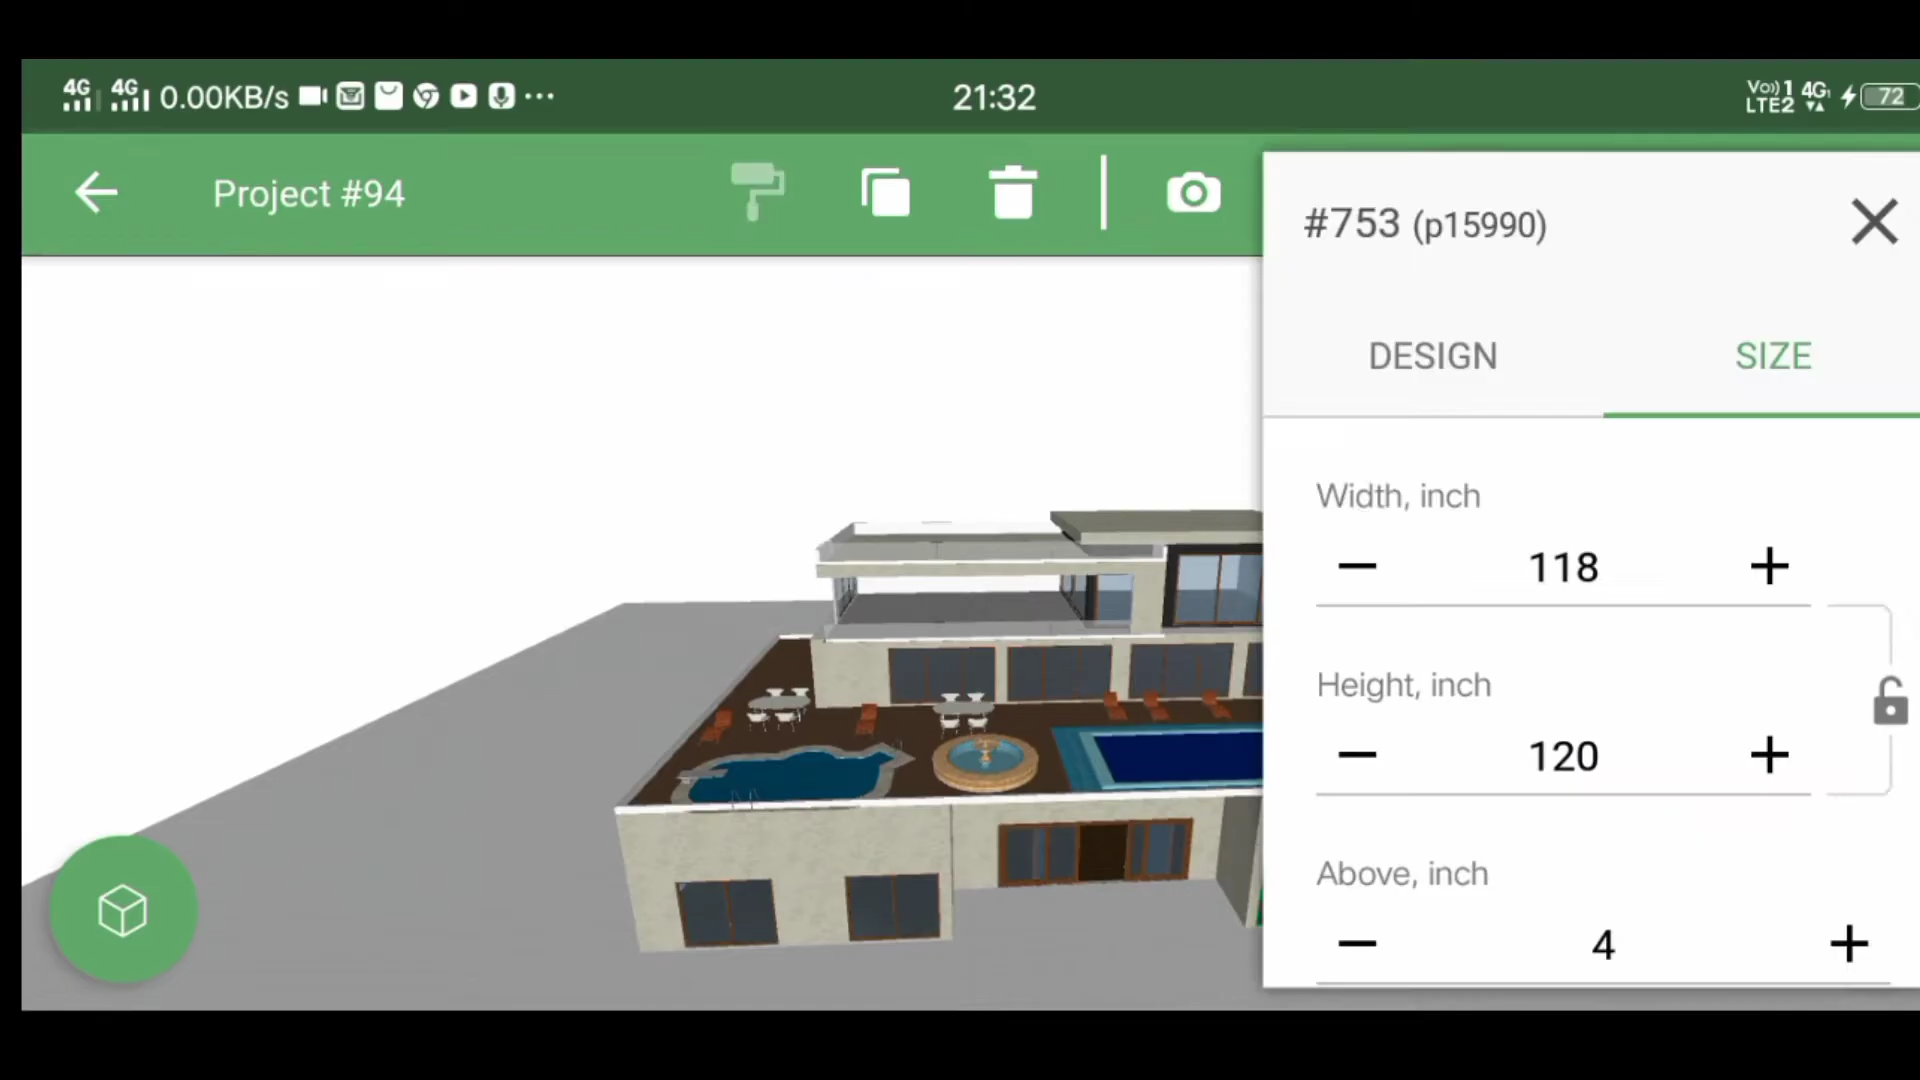 4G 4G 0.00KB/s 21:32 Vo)) 1 4G 72
LTE2
Project #94
#753 (p15990)
DESIGN SIZE
Width, inch
118
Height, inch
120
Above, inch
4